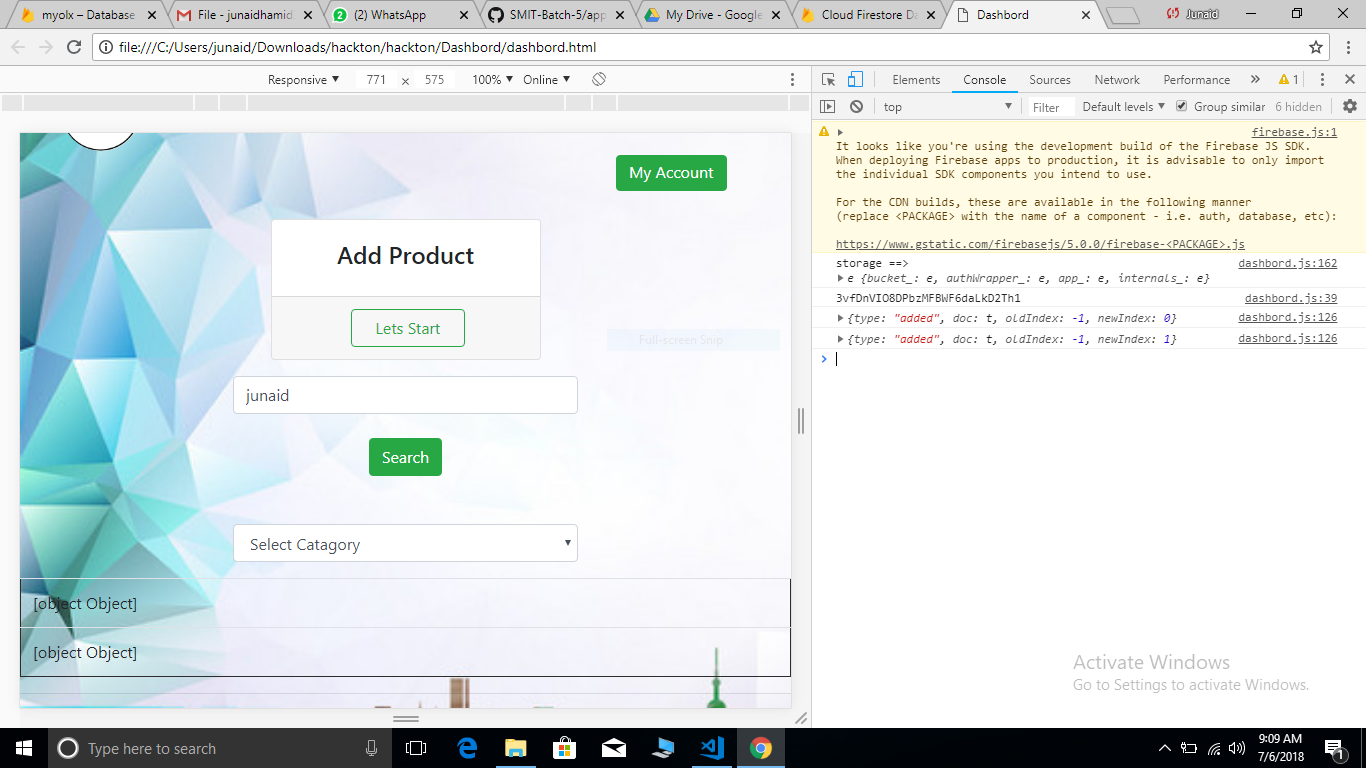 myolx – Database
File - junaidhamid
(2) WhatsApp
SMIT-Batch-5/app
My Drive - Google
Cloud Firestore Da
Dashbord
Junaid
file:///C:/Users/junaid/Downloads/hackton/hackton/Dashbord/dashbord.html
Responsive ▼ 771 × 575 100% ▼ Online ▼
My Account
Add Product
Lets Start
Full-screen Snip
junaid
Search
Select Catagory
[object Object]
[object Object]
Elements Console Sources Network Performance » 1
top Filter Default levels ▼ Group similar 6 hidden
firebase.js:1
It looks like you're using the development build of the Firebase JS SDK.
When deploying Firebase apps to production, it is advisable to only import
the individual SDK components you intend to use.
For the CDN builds, these are available in the following manner
(replace <PACKAGE> with the name of a component - i.e. auth, database, etc):
https://www.gstatic.com/firebasejs/5.0.0/firebase-<PACKAGE>.js
storage ==> dashbord.js:162
e {bucket_: e, authWrapper_: e, app_: e, internals_: e}
3vfDnVIO8DPbzMFBWF6daLkD2Th1 dashbord.js:39
{type: "added", doc: t, oldIndex: -1, newIndex: 0} dashbord.js:126
{type: "added", doc: t, oldIndex: -1, newIndex: 1} dashbord.js:126
Activate Windows
Go to Settings to activate Windows.
Type here to search
9:09 AM
7/6/2018
1